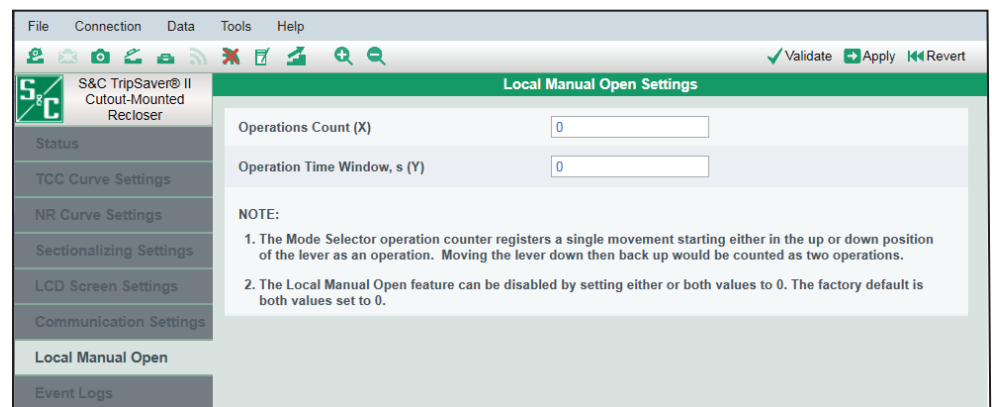 File Connection Data Tools Help
Validate Apply Revert
S&C
S&C TripSaver® II
Cutout-Mounted
Recloser
Status
TCC Curve Settings
NR Curve Settings
Sectionalizing Settings
LCD Screen Settings
Communication Settings
Local Manual Open
Event Logs
Local Manual Open Settings
Operations Count (X) 0
Operation Time Window, s (Y) 0
NOTE:
1. The Mode Selector operation counter registers a single movement starting either in the up or down position
of the lever as an operation. Moving the lever down then back up would be counted as two operations.
2. The Local Manual Open feature can be disabled by setting either or both values to 0. The factory default is
both values set to 0.